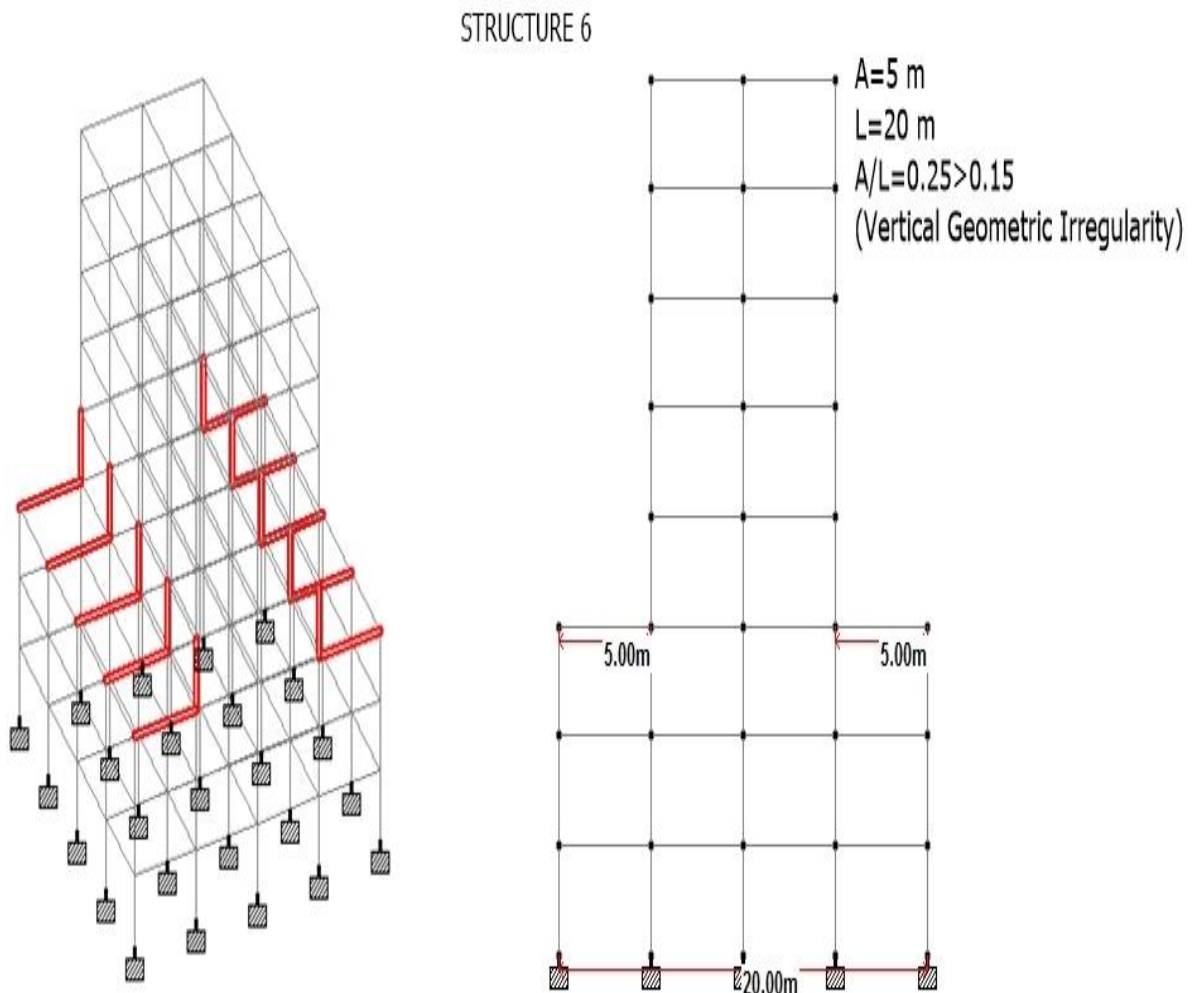 STRUCTURE 6
A=5 m
L=20 m
A/L=0.25>0.15
(Vertical Geometric Irregularity)
5.00m
5.00m
20.00m